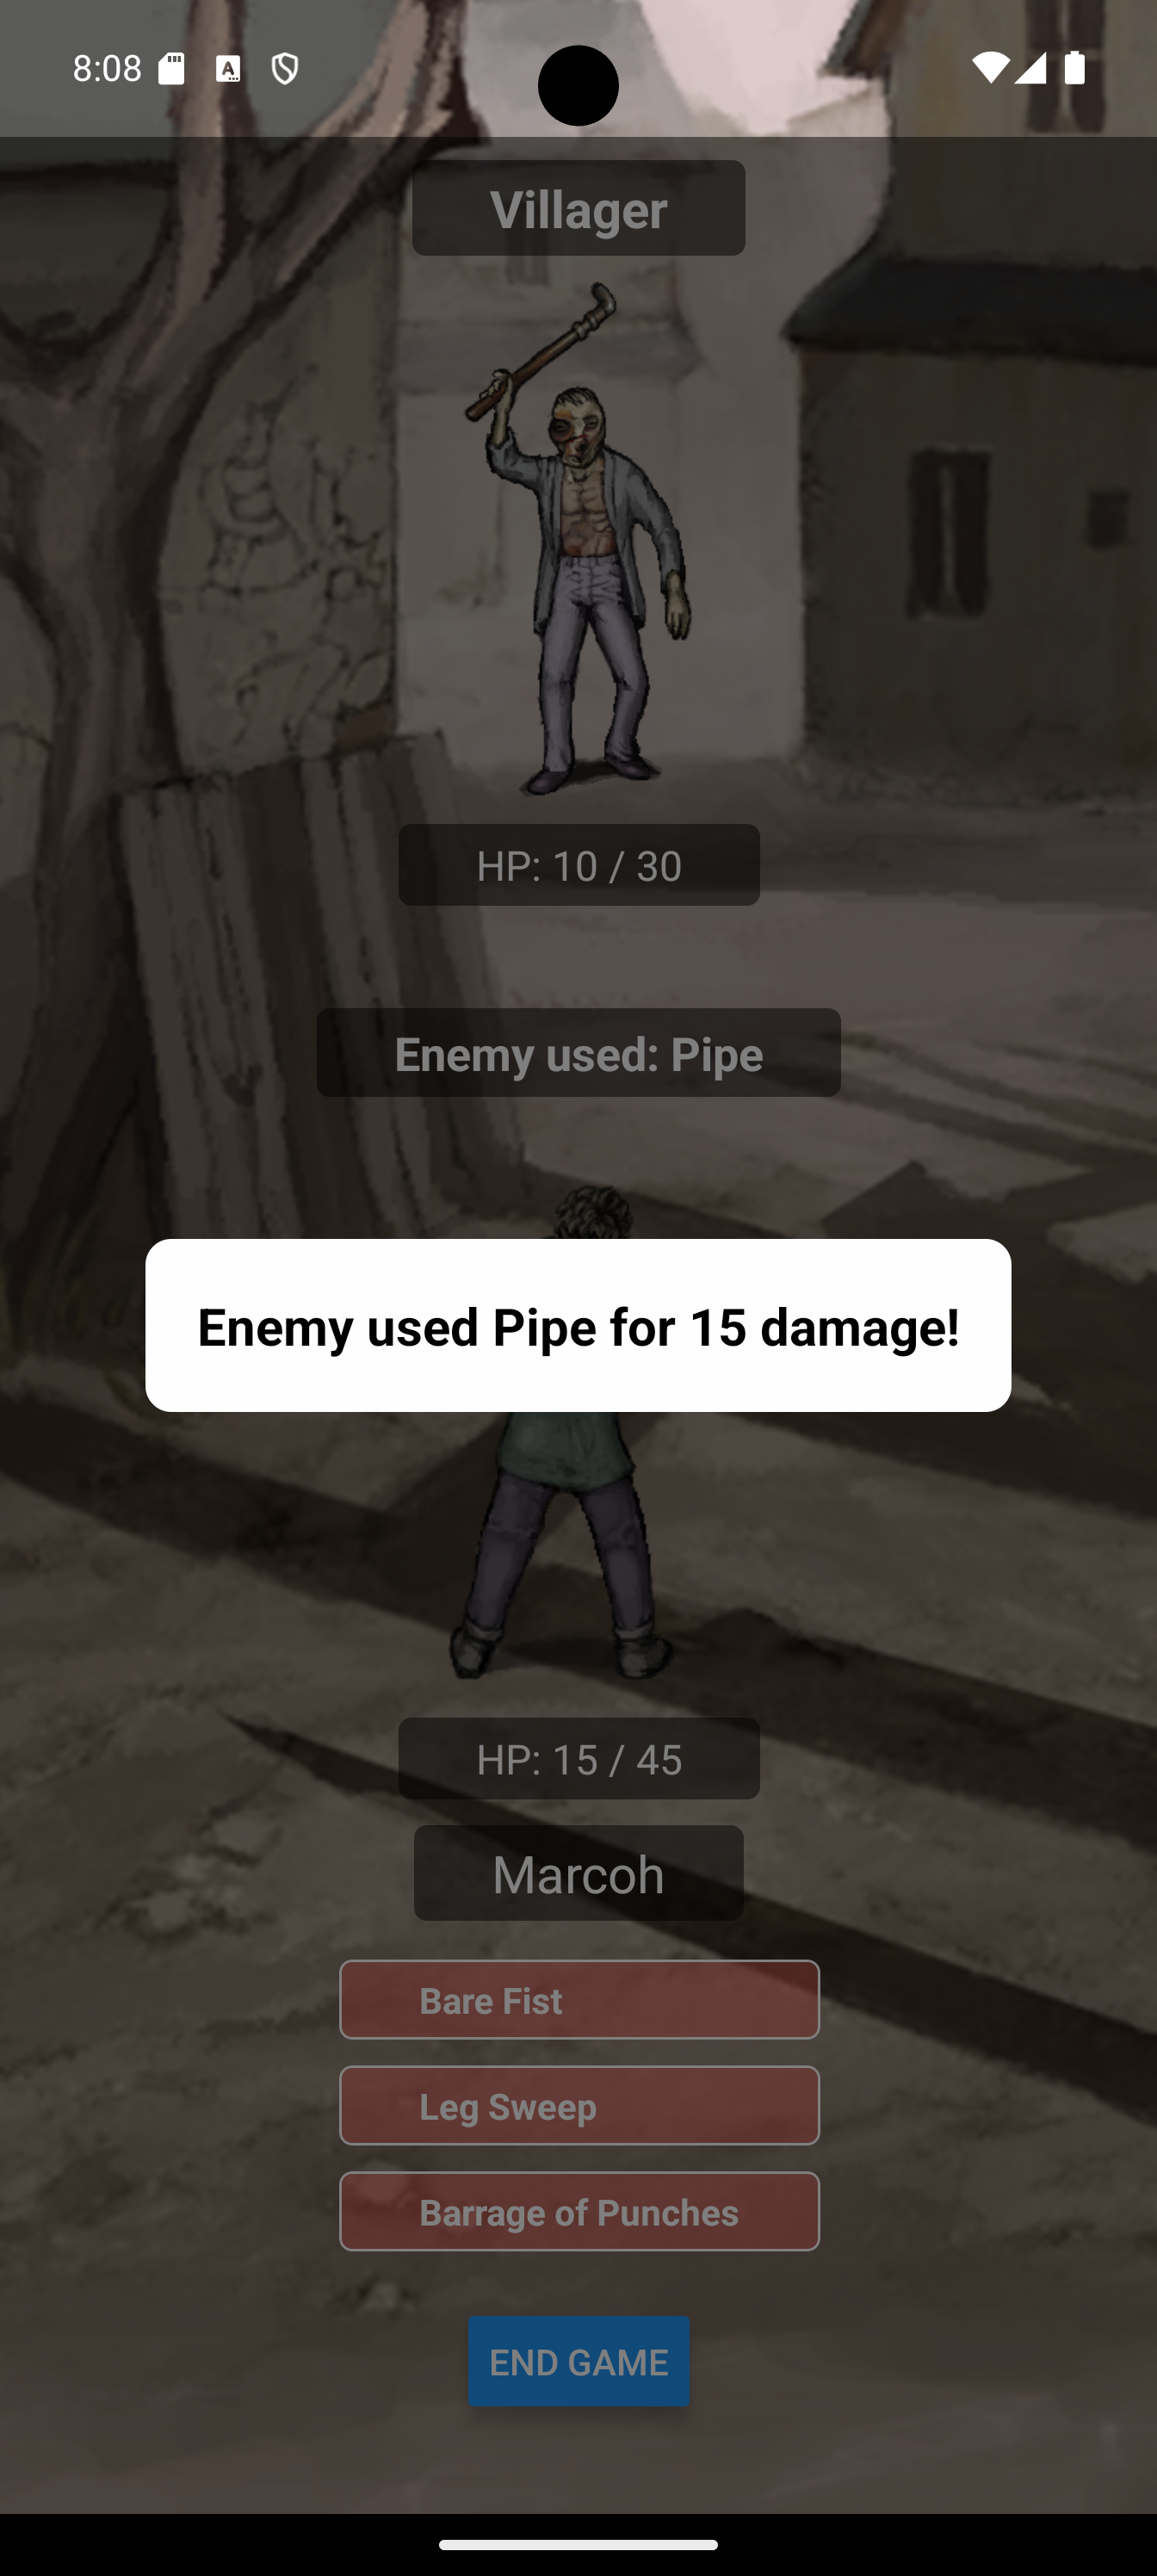 8:08
Villager
HP: 10 / 30
Enemy used: Pipe
Enemy used Pipe for 15 damage!
HP: 15 / 45
Marcoh
Bare Fist
Leg Sweep
Barrage of Punches
END GAME